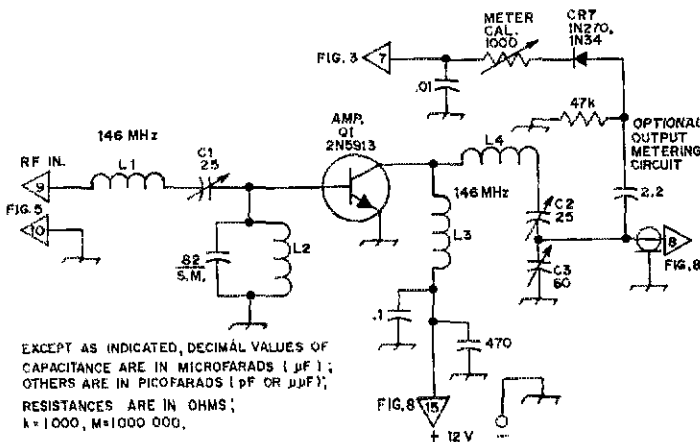 METER
CAL.
1000
CR7
1N270,
1N34
FIG. 3
7
.01
47k
AMP.
Q1
2N5913
OPTIONAL
OUTPUT
METERING
CIRCUIT
146 MHz
L4
RF IN.
L1
C1
25
9
146 MHz
2.2
FIG. 5
10
C2
25
8
L3
FIG. 8
82
S.M.
L2
C3
60
.1
470
EXCEPT AS INDICATED, DECIMAL VALUES OF
CAPACITANCE ARE IN MICROFARADS ( µF ) ;
OTHERS ARE IN PICOFARADS ( pF OR µµF);
RESISTANCES ARE IN OHMS;
k=1000, M=1000 000,
FIG. 8
15
+ 12 V